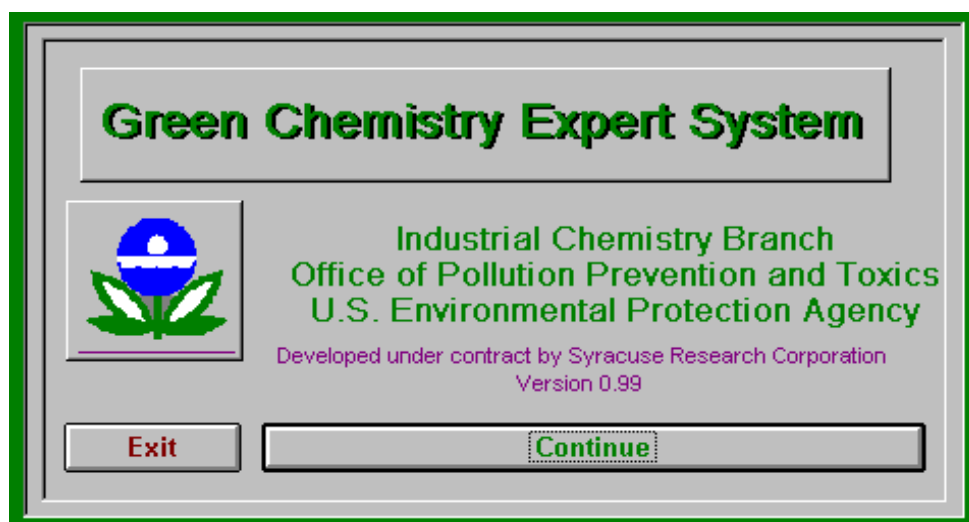 Green Chemistry Expert System
Industrial Chemistry Branch
Office of Pollution Prevention and Toxics
U.S. Environmental Protection Agency
Developed under contract by Syracuse Research Corporation
Version 0.99
Exit
Continue